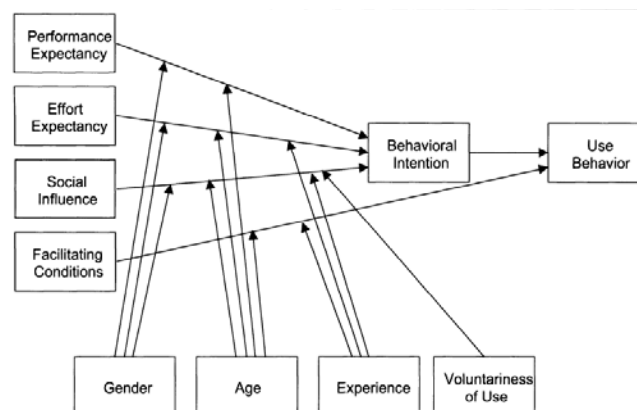 Performance
Expectancy
Effort
Expectancy
Social
Influence
Facilitating
Conditions
Behavioral
Intention
Use
Behavior
Gender
Age
Experience
Voluntariness
of Use